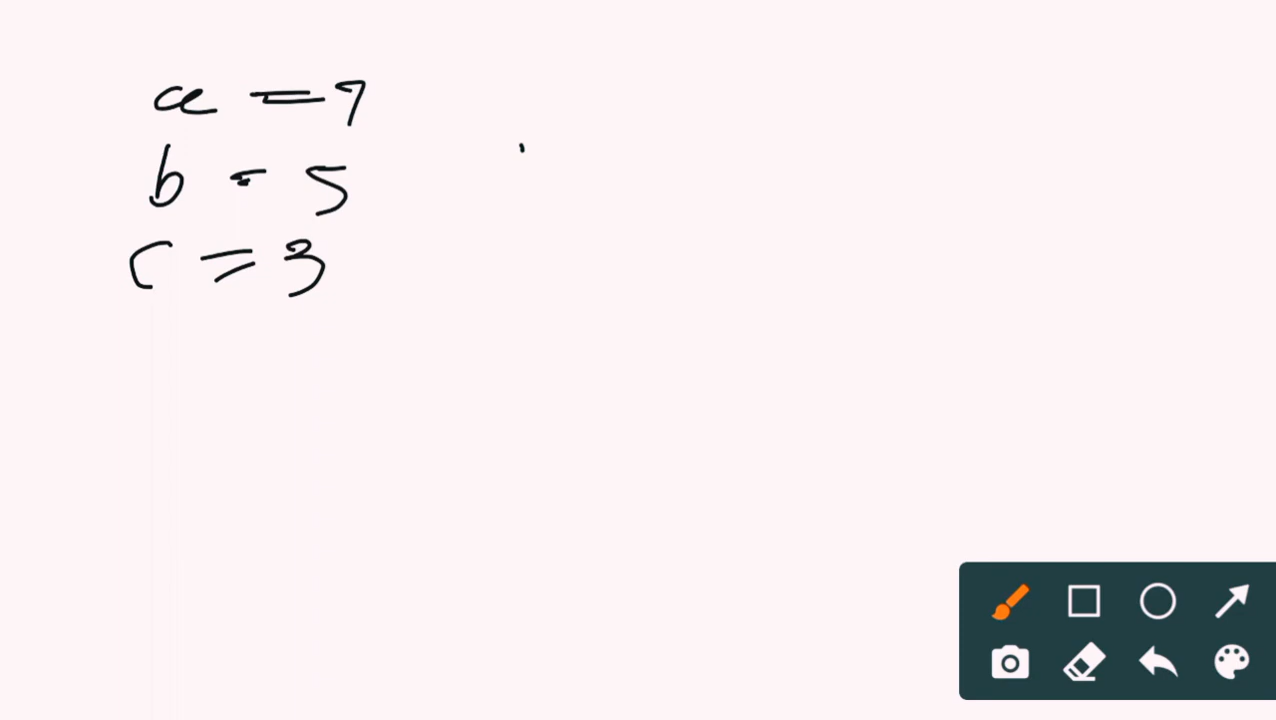 a = 7
b = 5
c = 3